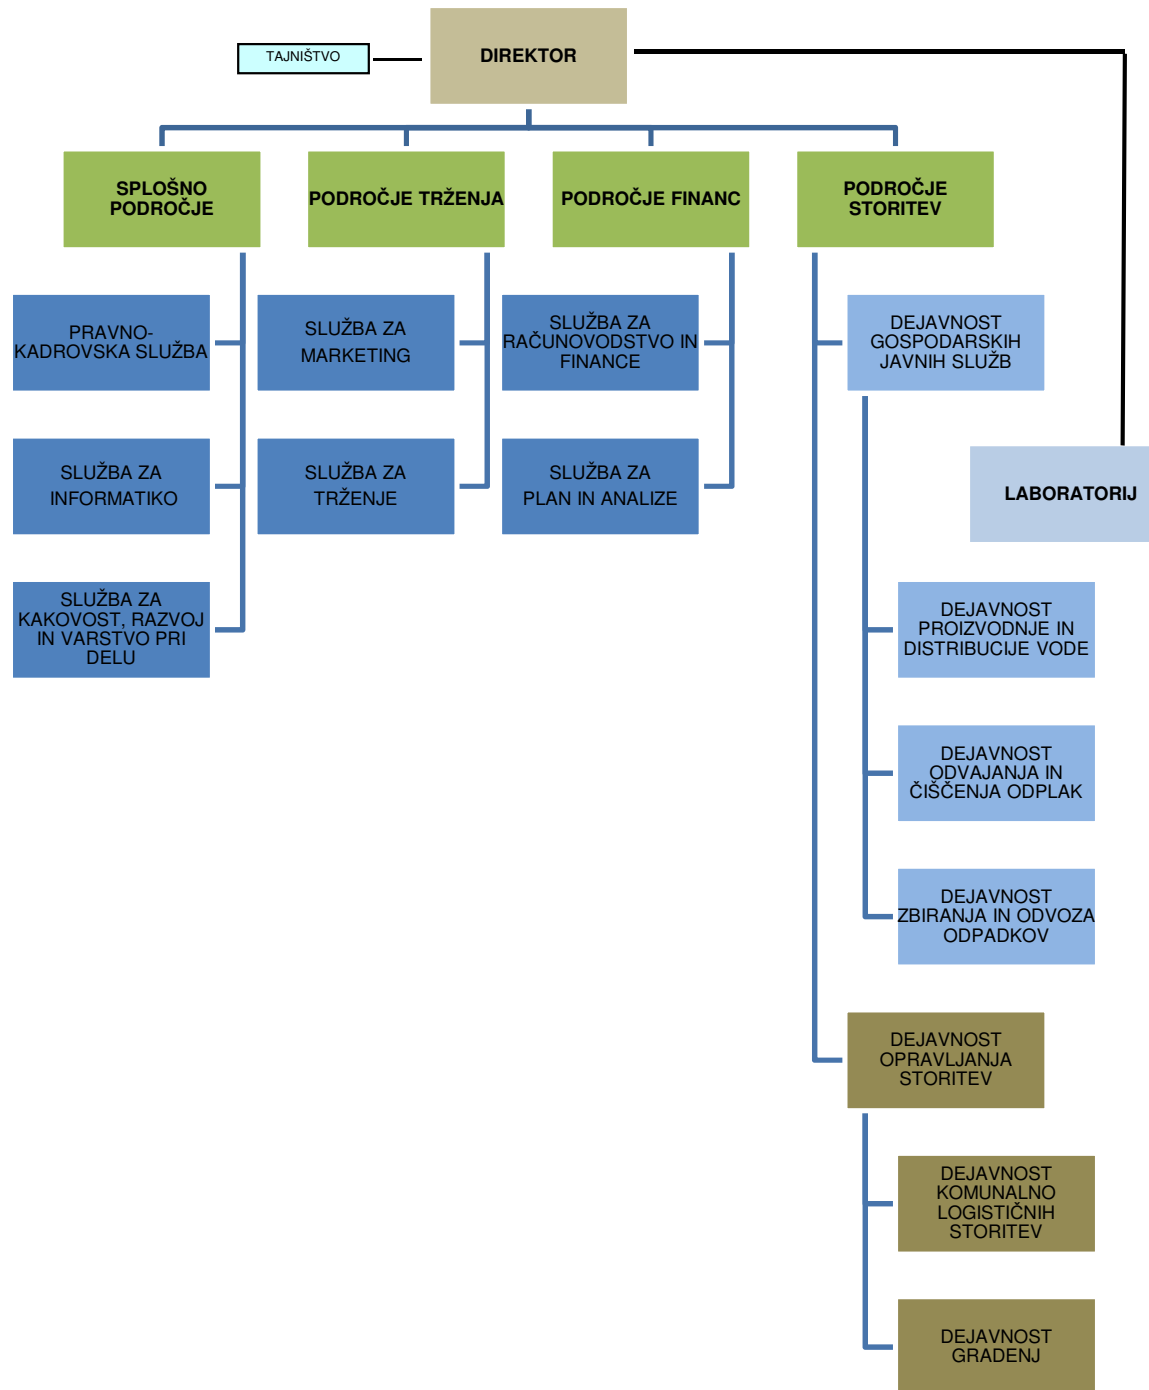 TAJNIŠTVO
DIREKTOR
SPLOŠNO
PODROČJE
PODROČJE TRŽENJA
PODROČJE FINANC
PODROČJE
STORITEV
PRAVNO-
KADROVSKA SLUŽBA
SLUŽBA ZA
MARKETING
SLUŽBA ZA
RAČUNOVODSTVO IN
FINANCE
DEJAVNOST
GOSPODARSKIH
JAVNIH SLUŽB
SLUŽBA ZA
INFORMATIKO
SLUŽBA ZA
TRŽENJE
SLUŽBA ZA
PLAN IN ANALIZE
LABORATORIJ
SLUŽBA ZA
KAKOVOST, RAZVOJ
IN VARSTVO PRI
DELU
DEJAVNOST
PROIZVODNJE IN
DISTRIBUCIJE VODE
DEJAVNOST
ODVAJANJA IN
ČIŠČENJA ODPLAK
DEJAVNOST
ZBIRANJA IN ODVOZA
ODPADKOV
DEJAVNOST
OPRAVLJANJA
STORITEV
DEJAVNOST
KOMUNALNO
LOGISTIČNIH
STORITEV
DEJAVNOST
GRADENJ